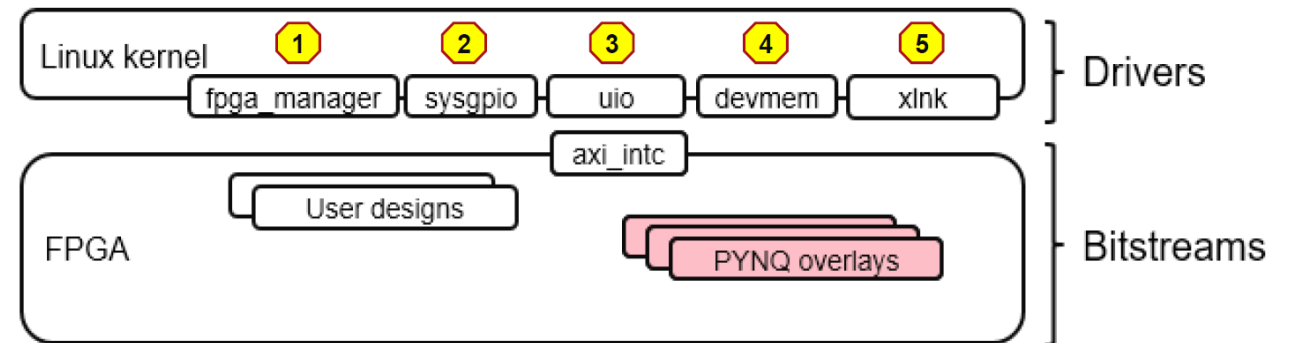 1 2 3 4 5
Linux kernel
Drivers
fpga_manager sysgpio uio devmem xlnk
axi_intc
User designs
FPGA
PYNQ overlays
Bitstreams